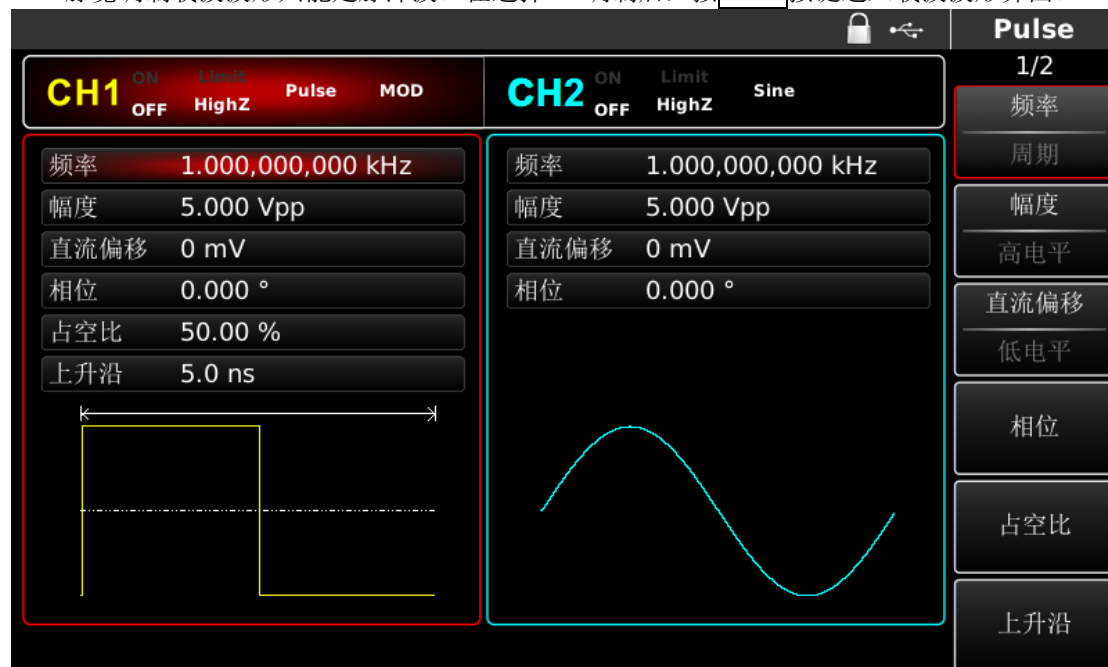 Pulse
1/2
CH1 ON OFF Limit HighZ Pulse MOD
CH2 ON OFF Limit HighZ Sine
频率 1.000,000,000 kHz
幅度 5.000 Vpp
直流偏移 0 mV
相位 0.000 °
占空比 50.00 %
上升沿 5.0 ns
频率 1.000,000,000 kHz
幅度 5.000 Vpp
直流偏移 0 mV
相位 0.000 °
频率
周期
幅度
高电平
直流偏移
低电平
相位
占空比
上升沿